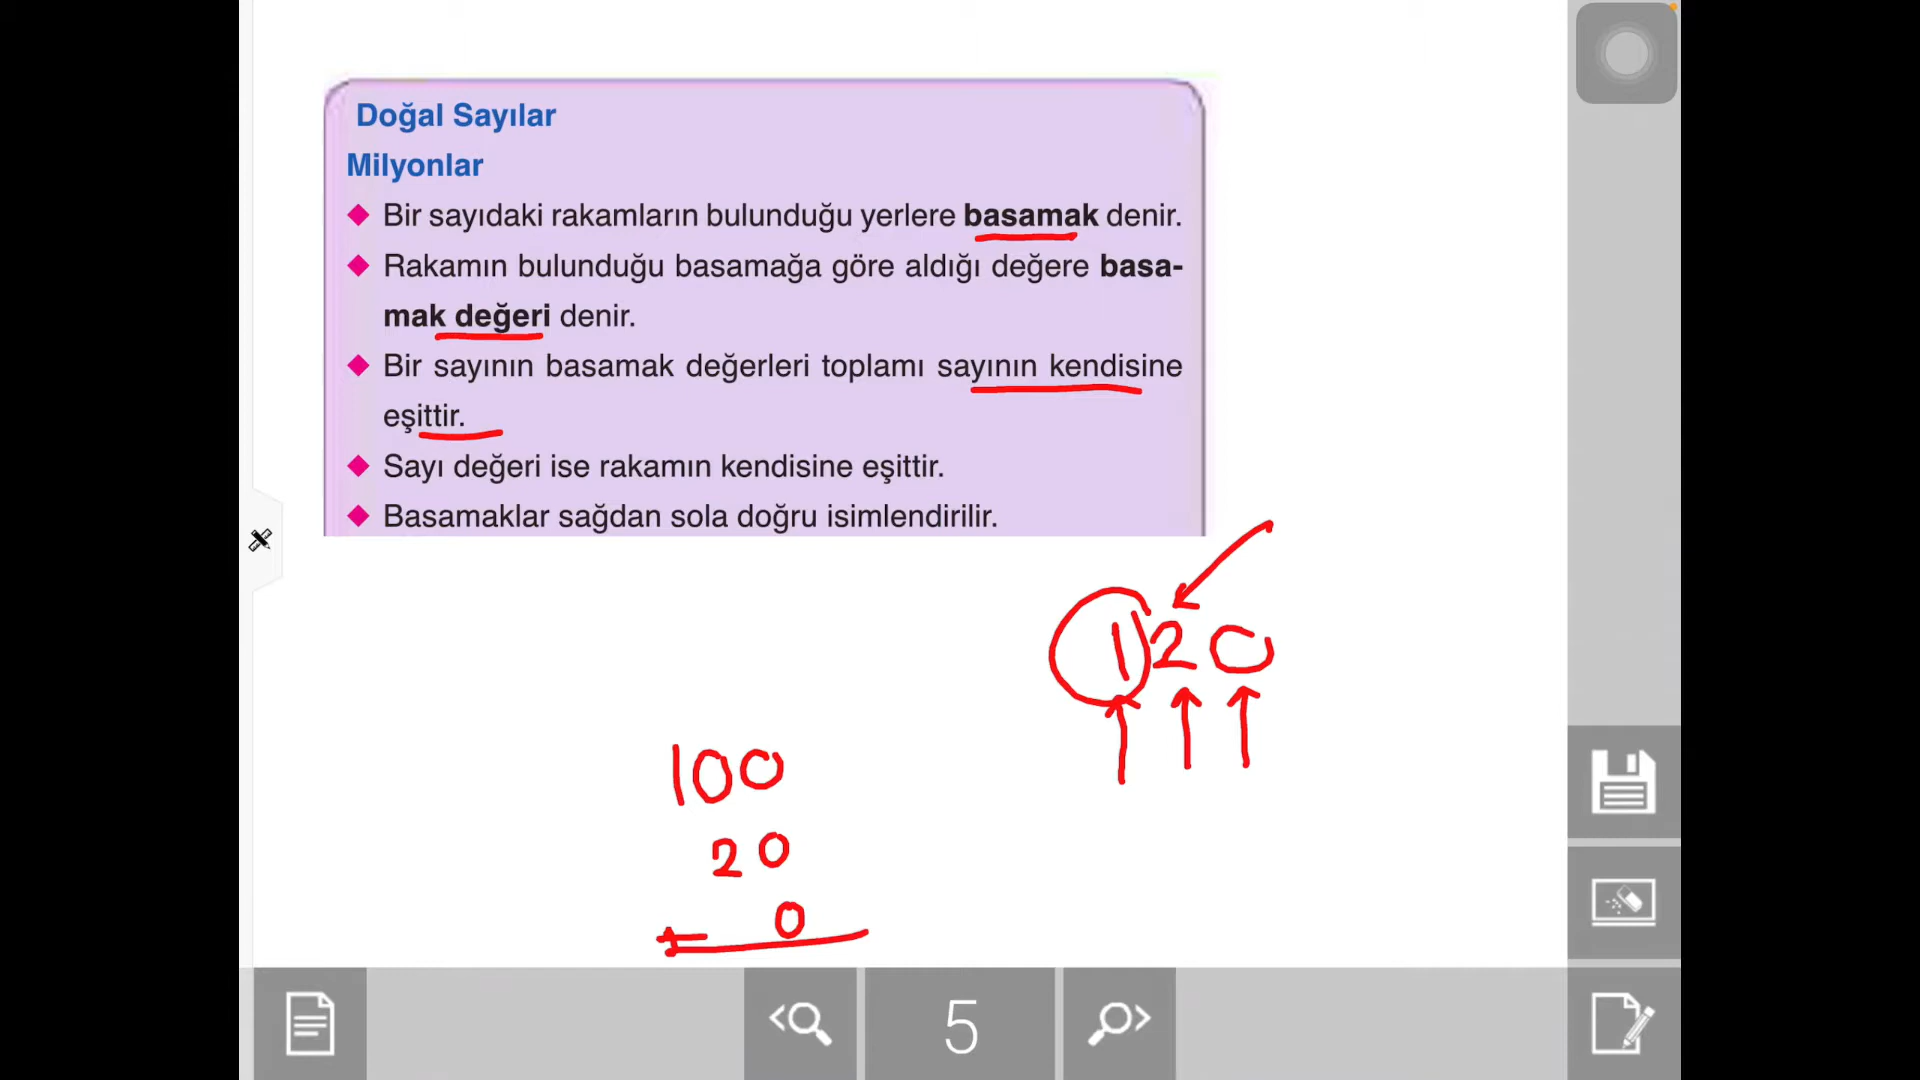 Doğal Sayılar
Milyonlar
Bir sayıdaki rakamların bulunduğu yerlere basamak denir.
Rakamın bulunduğu basamağa göre aldığı değere basa-
mak değeri denir.
Bir sayının basamak değerleri toplamı sayının kendisine
eşittir.
Sayı değeri ise rakamın kendisine eşittir.
Basamaklar sağdan sola doğru isimlendirilir.
120
100
20
+ 0
5